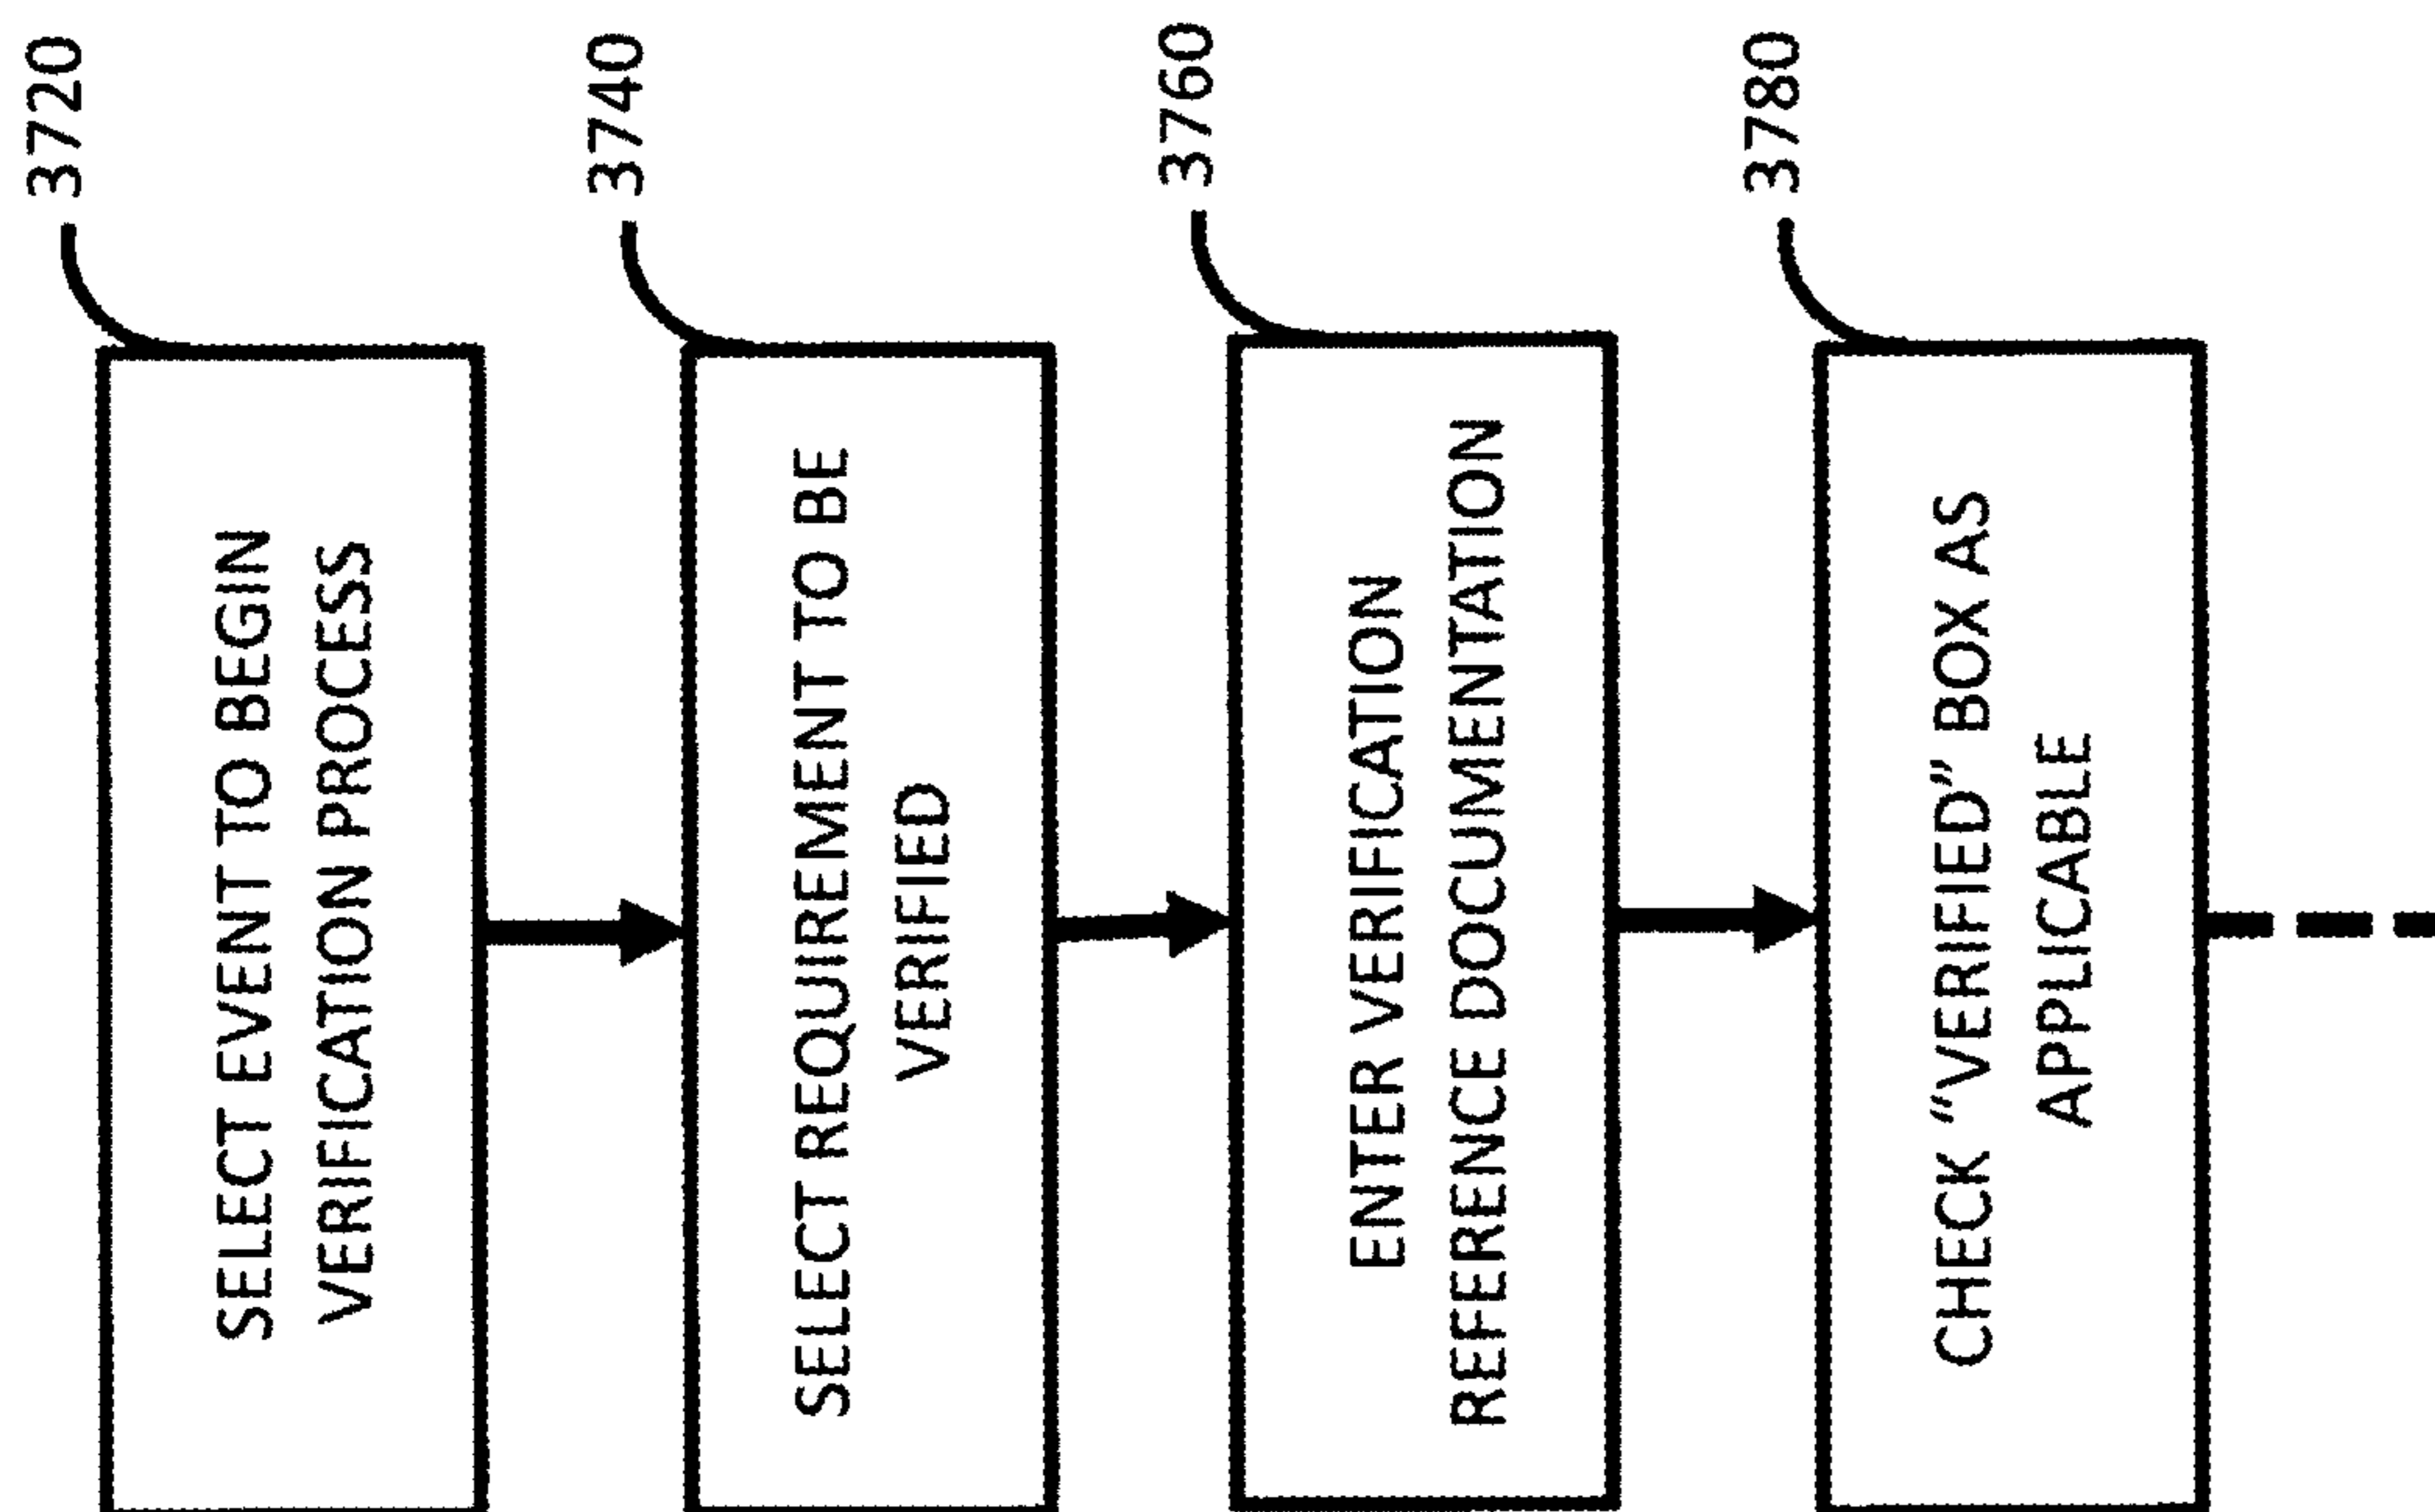 3720
SELECT EVENT TO BEGIN
VERIFICATION PROCESS
3740
SELECT REQUIREMENT TO BE
VERIFIED
3760
ENTER VERIFICATION
REFERENCE DOCUMENTATION
3780
CHECK “VERIFIED” BOX AS
APPLICABLE